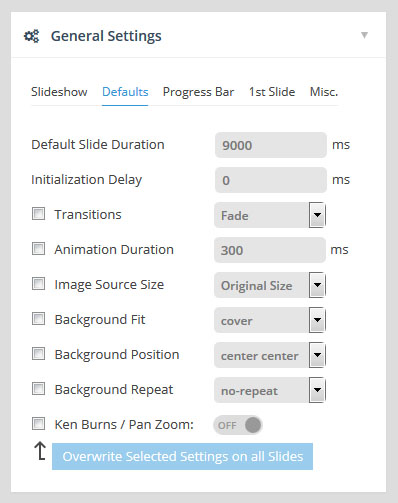 General Settings
Slideshow Defaults Progress Bar 1st Slide Misc.
Default Slide Duration 9000 ms
Initialization Delay 0 ms
Transitions Fade
Animation Duration 300 ms
Image Source Size Original Size
Background Fit cover
Background Position center center
Background Repeat no-repeat
Ken Burns / Pan Zoom: OFF
Overwrite Selected Settings on all Slides